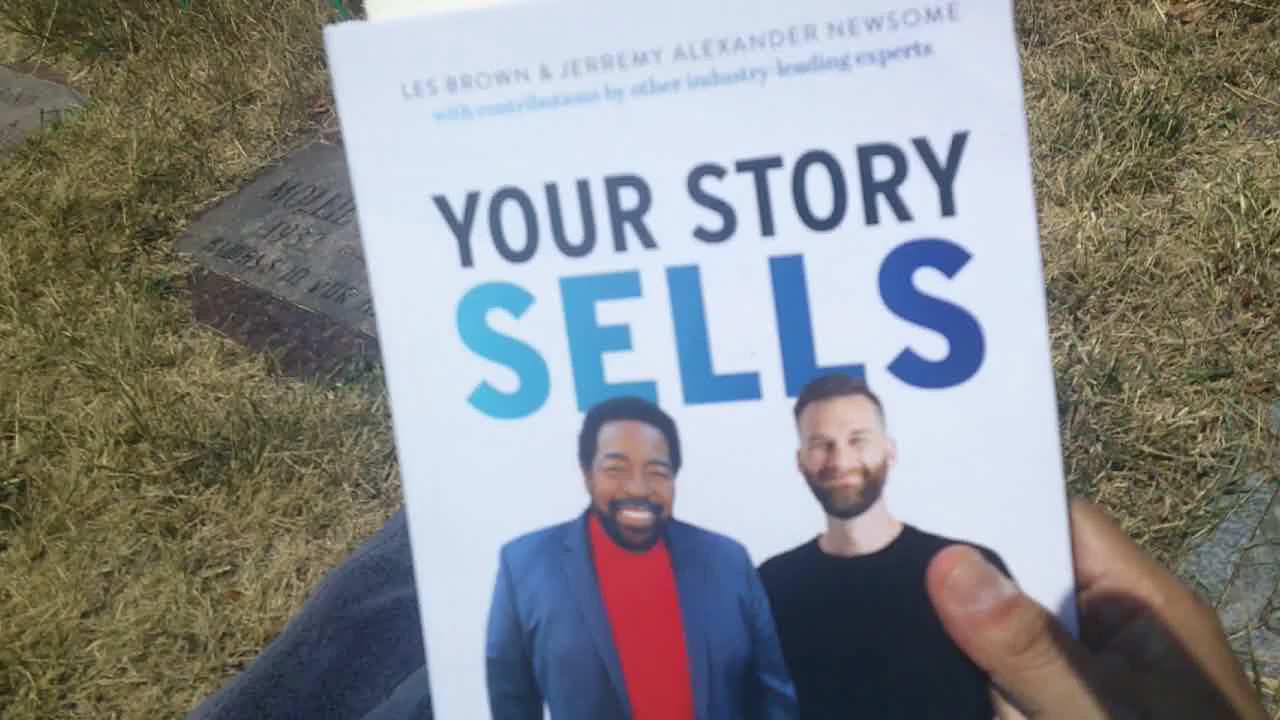 LES BROWN & JERREMY ALEXANDER NEWSOME
with contributions by other industry-leading experts
YOUR STORY
SELLS